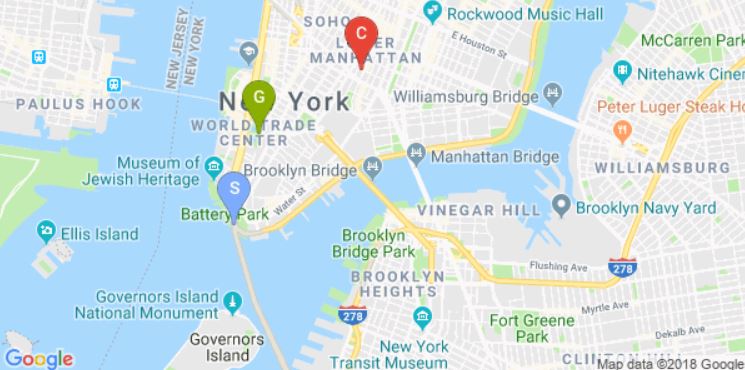 SOHO
Rockwood Music Hall
C
LOWER
MANHATTAN
E Houston St
McCarren Park
NEW JERSEY
NEW YORK
Nitehawk Cinem
PAULUS HOOK
G
New York
Williamsburg Bridge
Peter Luger Steak Ho
WORLD TRADE
CENTER
Museum of
Jewish Heritage
Brooklyn Bridge
Manhattan Bridge
WILLIAMSBURG
S
Battery Park
Water St
VINEGAR HILL
Brooklyn Navy Yard
Ellis Island
Brooklyn
Bridge Park
Flushing Ave
278
BROOKLYN
HEIGHTS
Governors Island
National Monument
278
Myrtle Ave
Fort Greene
Park
Dekalb Ave
Governors
Island
New York
Transit Museum
CLINTON HILL
Google
Map data ©2018 Google